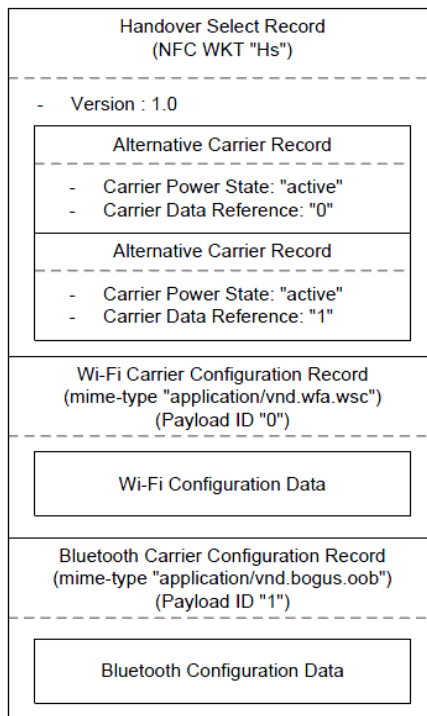 Handover Select Record
(NFC WKT "Hs")
- Version : 1.0
Alternative Carrier Record
- Carrier Power State: "active"
- Carrier Data Reference: "0"
Alternative Carrier Record
- Carrier Power State: "active"
- Carrier Data Reference: "1"
Wi-Fi Carrier Configuration Record
(mime-type "application/vnd.wfa.wsc")
(Payload ID "0")
Wi-Fi Configuration Data
Bluetooth Carrier Configuration Record
(mime-type "application/vnd.bogus.oob")
(Payload ID "1")
Bluetooth Configuration Data